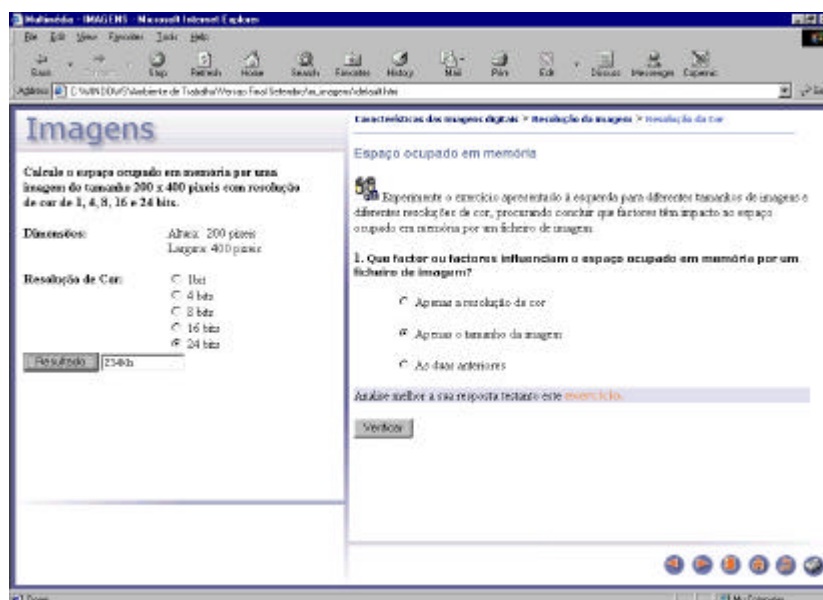 Multimédia - IMAGENS - Microsoft Internet Explorer
File Edit View Favorites Tools Help
Back Stop Refresh Home Search Favorites History Mail Print Edit Discuss Messenger
Address
Imagens
Calcule o espaço ocupado em memória por uma
imagem do tamanho 200 x 400 pixeis com resolução
de cor de 1, 4, 8, 16 e 24 bits.
Dimensões: Altura: 200 pixeis
Largura: 400 pixeis
Resolução de Cor: 1bit
4 bits
8 bits
16 bits
24 bits
Resultado 234Kb
Características das imagens digitais > Resolução da imagem > Resolução da Cor
Espaço ocupado em memória
Experimente o exercício apresentado à esquerda para diferentes tamanhos de imagens e
diferentes resoluções de cor, procurando concluir que factores têm impacto no espaço
ocupado em memória por um ficheiro de imagem.
1. Que factor ou factores influenciam o espaço ocupado em memória por um
ficheiro de imagem?
Apenas a resolução de cor
Apenas o tamanho da imagem
As duas anteriores
Analise melhor a sua resposta testanto este exercício.
Verificar
My Computer